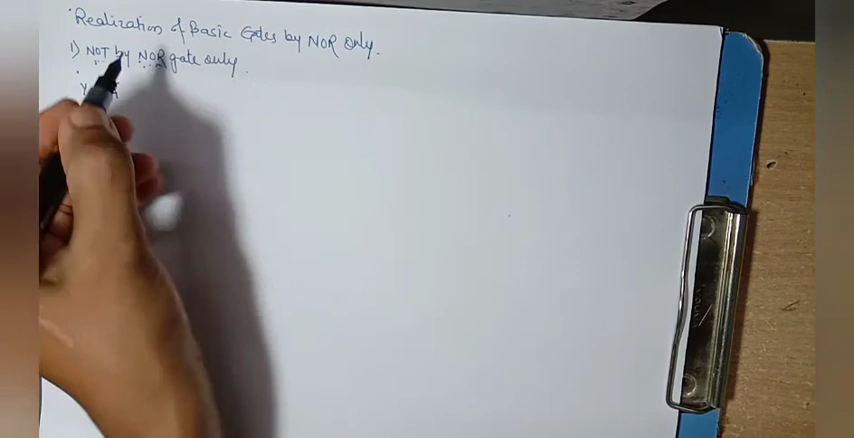 Realization of Basic Gates by NOR Only.
1) NOT by NOR gate only.